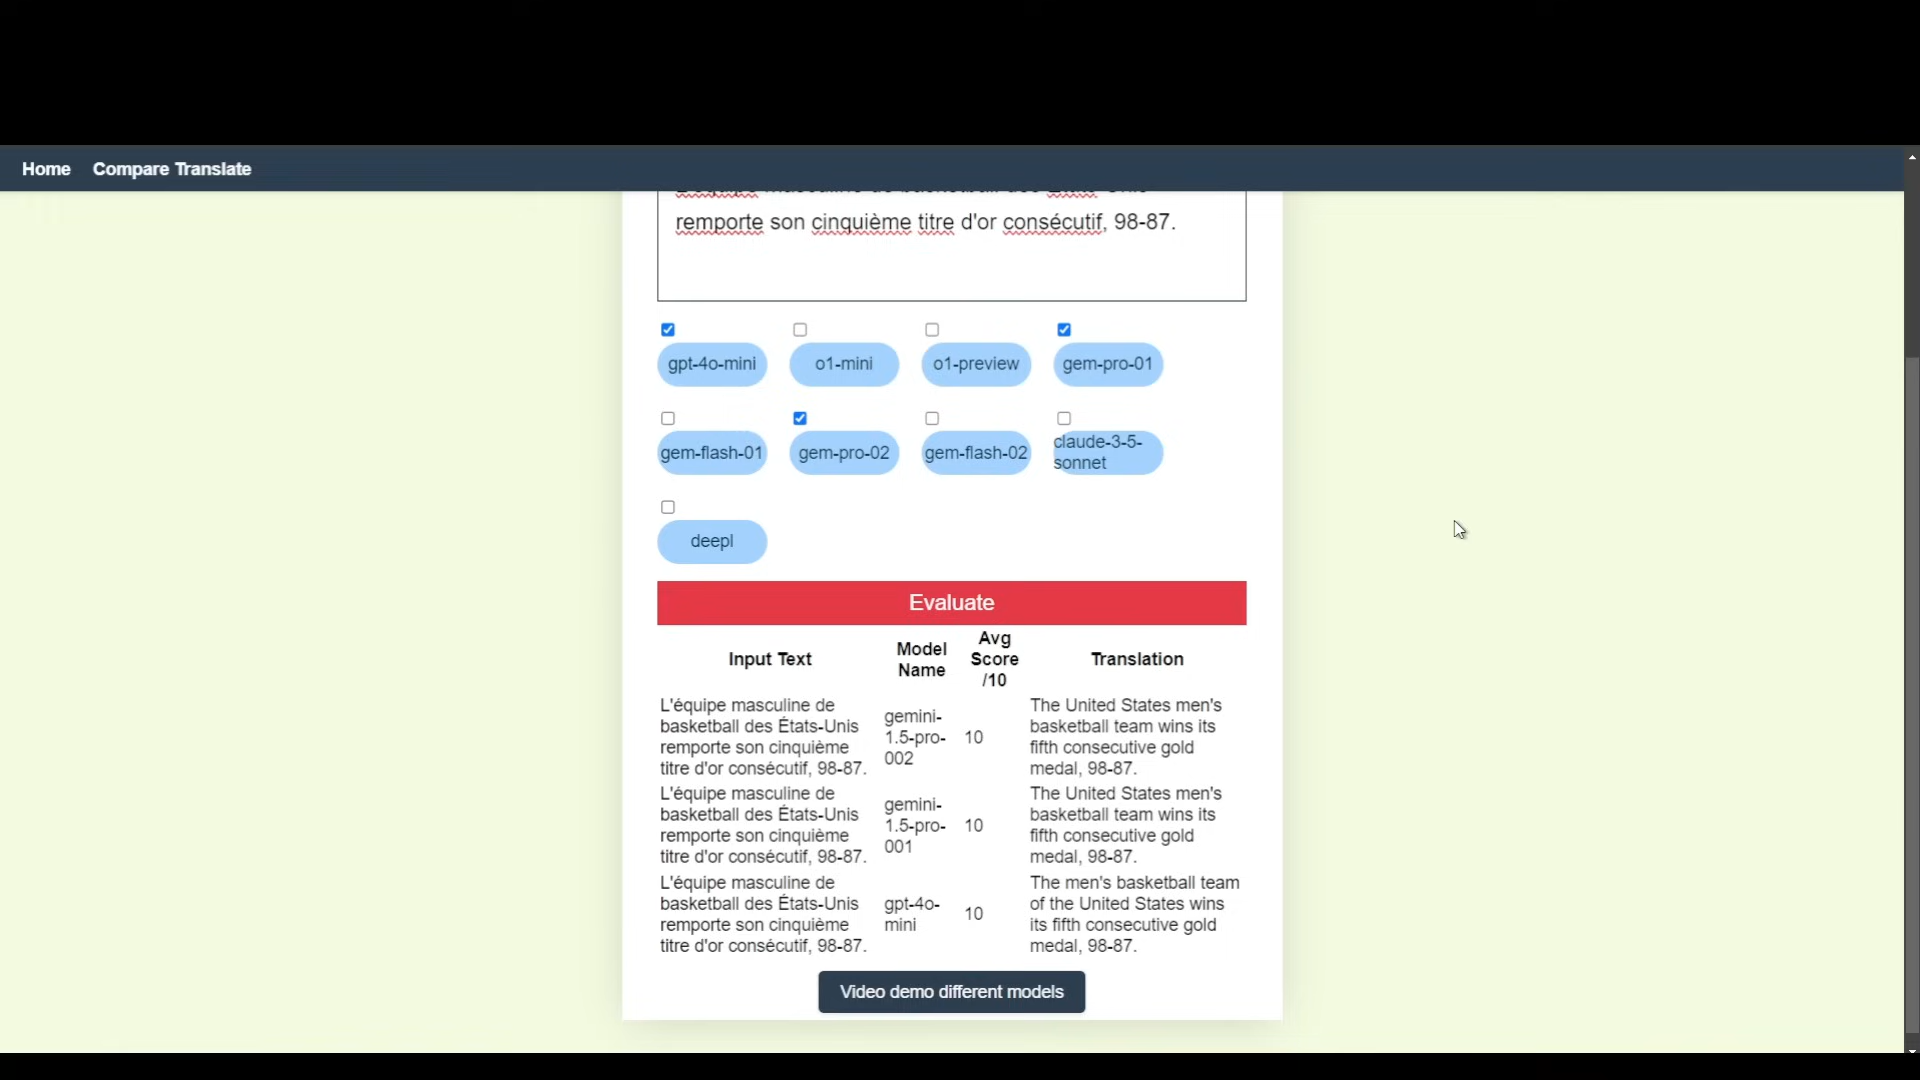 Home Compare Translate
L'équipe masculine de basketball des États-Unis
remporte son cinquième titre d'or consécutif, 98-87.
gpt-4o-mini
o1-mini
o1-preview
gem-pro-01
gem-flash-01
gem-pro-02
gem-flash-02
claude-3-5-
sonnet
deepl
Evaluate
Input Text
Model
Name
Avg
Score
/10
Translation
L'équipe masculine de
basketball des États-Unis
remporte son cinquième
titre d'or consécutif, 98-87.
gemini-
1.5-pro-
002
10
The United States men's
basketball team wins its
fifth consecutive gold
medal, 98-87.
L'équipe masculine de
basketball des États-Unis
remporte son cinquième
titre d'or consécutif, 98-87.
gemini-
1.5-pro-
001
10
The United States men's
basketball team wins its
fifth consecutive gold
medal, 98-87.
L'équipe masculine de
basketball des États-Unis
remporte son cinquième
titre d'or consécutif, 98-87.
gpt-4o-
mini
10
The men's basketball team
of the United States wins
its fifth consecutive gold
medal, 98-87.
Video demo different models